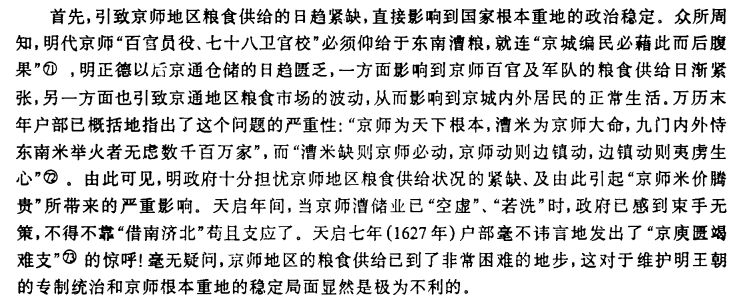 首先,引致京师地区粮食供给的日趋紧缺,直接影响到国家根本重地的政治稳定。众所周
知,明代京师“百官员役、七十八卫官校”必须仰给于东南漕粮,就连“京城编民必藉此而后腹
果”㉛,明正德以后京通仓储的日趋匮乏,一方面影响到京师百官及军队的粮食供给日渐紧
张,另一方面也引致京通地区粮食市场的波动,从而影响到京城内外居民的正常生活。万历末
年户部已概括地指出了这个问题的严重性:“京师为天下根本,漕米为京师大命,九门内外恃
东南米举火者无虑数千百万家”,而“漕米缺则京师必动,京师动则边镇动,边镇动则夷虏生
心”。由此可见,明政府十分担忧京师地区粮食供给状况的紧缺、及由此引起“京师米价腾
贵”所带来的严重影响。天启年间,当京师漕储业已“空虚”、“若洗”时,政府已感到束手无
策,不得不靠“借南济北”苟且支应了。天启七年(1627年)户部毫不讳言地发出了“京庾匮竭
难支”的惊呼!毫无疑问,京师地区的粮食供给已到了非常困难的地步,这对于维护明王朝
的专制统治和京师根本重地的稳定局面显然是极为不利的。